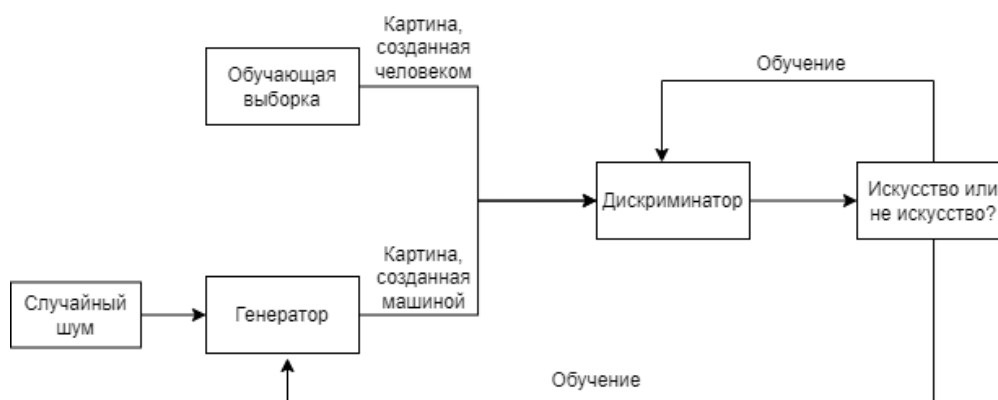 Картина,
созданная
человеком
Обучающая
выборка
Обучение
Дискриминатор
Искусство или
не искусство?
Картина,
созданная
машиной
Случайный
шум
Генератор
Обучение